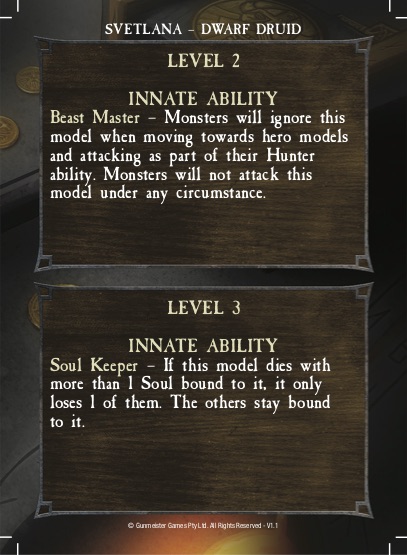 SVETLANA – DWARF DRUID
LEVEL 2
INNATE ABILITY
Beast Master – Monsters will ignore this
model when moving towards hero models
and attacking as part of their Hunter
ability. Monsters will not attack this
model under any circumstance.
LEVEL 3
INNATE ABILITY
Soul Keeper – If this model dies with
more than 1 Soul bound to it, it only
loses 1 of them. The others stay bound
to it.
© Gunmeister Games Pty Ltd. All Rights Reserved - V1.1